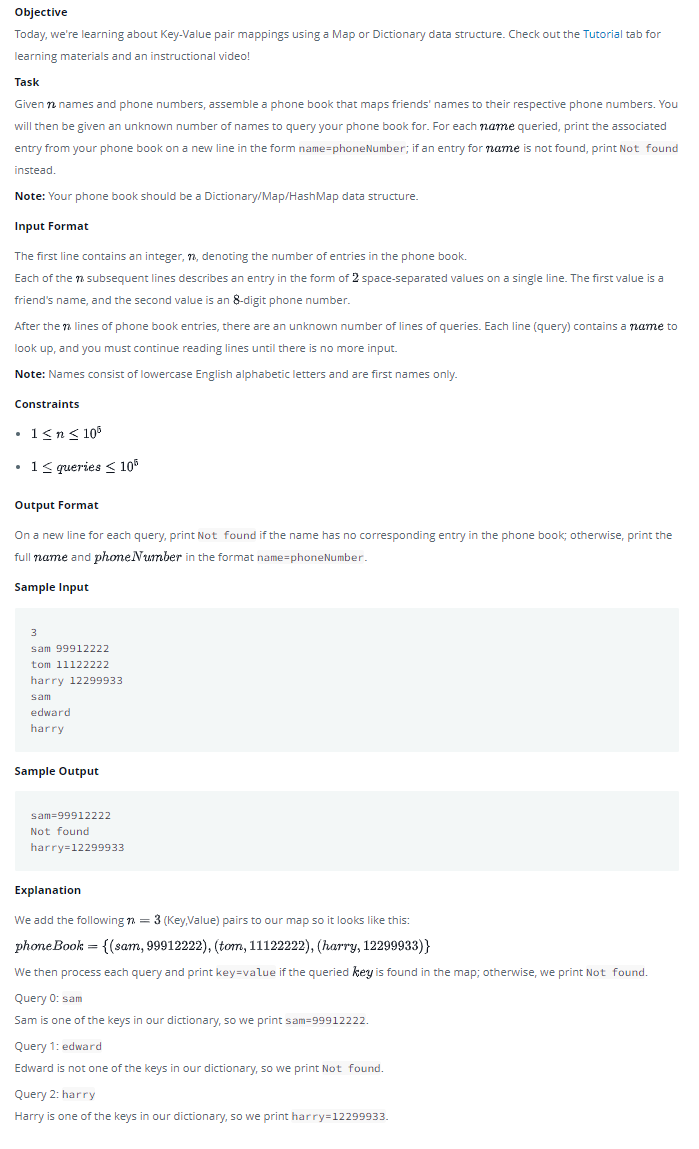 Objective
Today, we're learning about Key-Value pair mappings using a Map or Dictionary data structure. Check out the Tutorial tab for
learning materials and an instructional video!
Task
Given n names and phone numbers, assemble a phone book that maps friends' names to their respective phone numbers. You
will then be given an unknown number of names to query your phone book for. For each name queried, print the associated
entry from your phone book on a new line in the form name=phoneNumber; if an entry for name is not found, print Not found
instead.
Note: Your phone book should be a Dictionary/Map/HashMap data structure.
Input Format
The first line contains an integer, n, denoting the number of entries in the phone book.
Each of the n subsequent lines describes an entry in the form of 2 space-separated values on a single line. The first value is a
friend's name, and the second value is an 8-digit phone number.
After the n lines of phone book entries, there are an unknown number of lines of queries. Each line (query) contains a name to
look up, and you must continue reading lines until there is no more input.
Note: Names consist of lowercase English alphabetic letters and are first names only.
Constraints
• 1 ≤ n ≤ 10⁵
• 1 ≤ queries ≤ 10⁵
Output Format
On a new line for each query, print Not found if the name has no corresponding entry in the phone book; otherwise, print the
full name and phoneNumber in the format name=phoneNumber.
Sample Input
3
sam 99912222
tom 11122222
harry 12299933
sam
edward
harry
Sample Output
sam=99912222
Not found
harry=12299933
Explanation
We add the following n = 3 (Key,Value) pairs to our map so it looks like this:
phoneBook = {(sam, 99912222), (tom, 11122222), (harry, 12299933)}
We then process each query and print key=value if the queried key is found in the map; otherwise, we print Not found.
Query 0: sam
Sam is one of the keys in our dictionary, so we print sam=99912222.
Query 1: edward
Edward is not one of the keys in our dictionary, so we print Not found.
Query 2: harry
Harry is one of the keys in our dictionary, so we print harry=12299933.